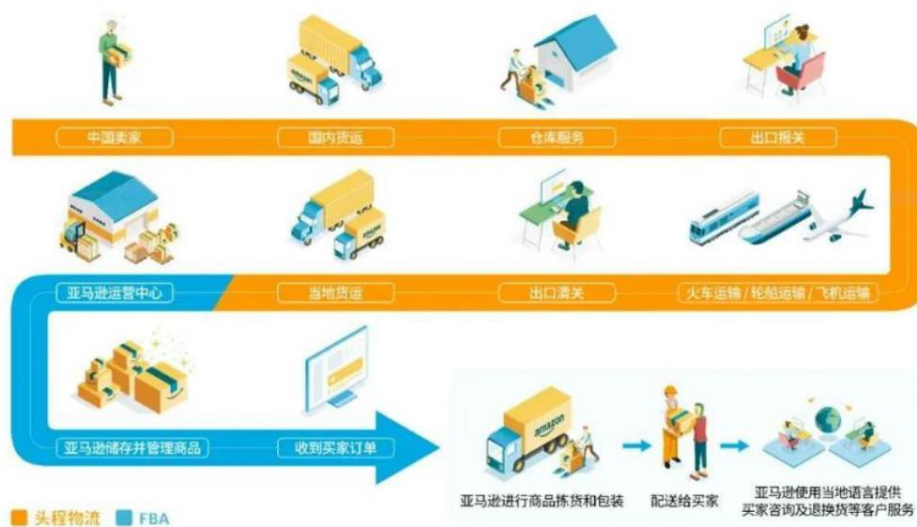 中国卖家
国内货运
仓库服务
出口报关
亚马逊运营中心
当地货运
出口清关
火车运输 / 轮船运输 / 飞机运输
亚马逊储存并管理商品
收到买家订单
amazon
亚马逊进行商品拣货和包装
配送给买家
亚马逊使用当地语言提供
买家咨询及退换货等客户服务
头程物流
FBA